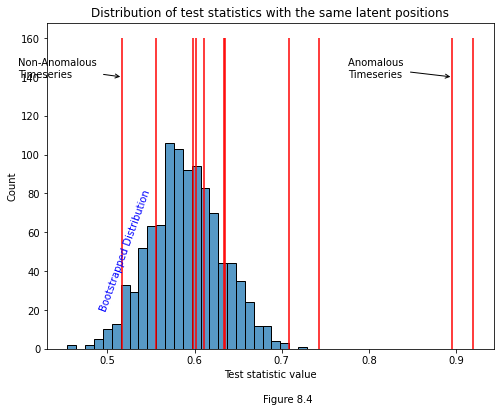 Distribution of test statistics with the same latent positions
160
140
120
100
80
60
40
20
0
Count
Non-Anomalous
Timeseries
Anomalous
Timeseries
Bootstrapped Distribution
0.5 0.6 0.7 0.8 0.9
Test statistic value
Figure 8.4